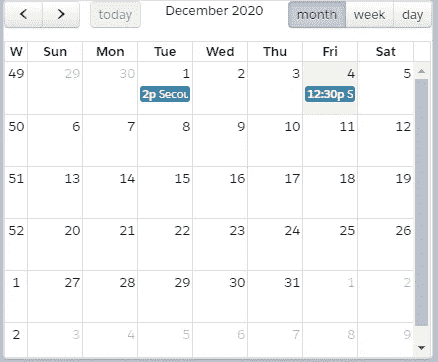 today December 2020 month week day
W Sun Mon Tue Wed Thu Fri Sat
49 29 30 1 2 3 4 5
2p 12:30p S
50 6 7 8 9 10 11 12
51 13 14 15 16 17 18 19
52 20 21 22 23 24 25 26
1 27 28 29 30 31 1 2
2 3 4 5 6 7 8 9